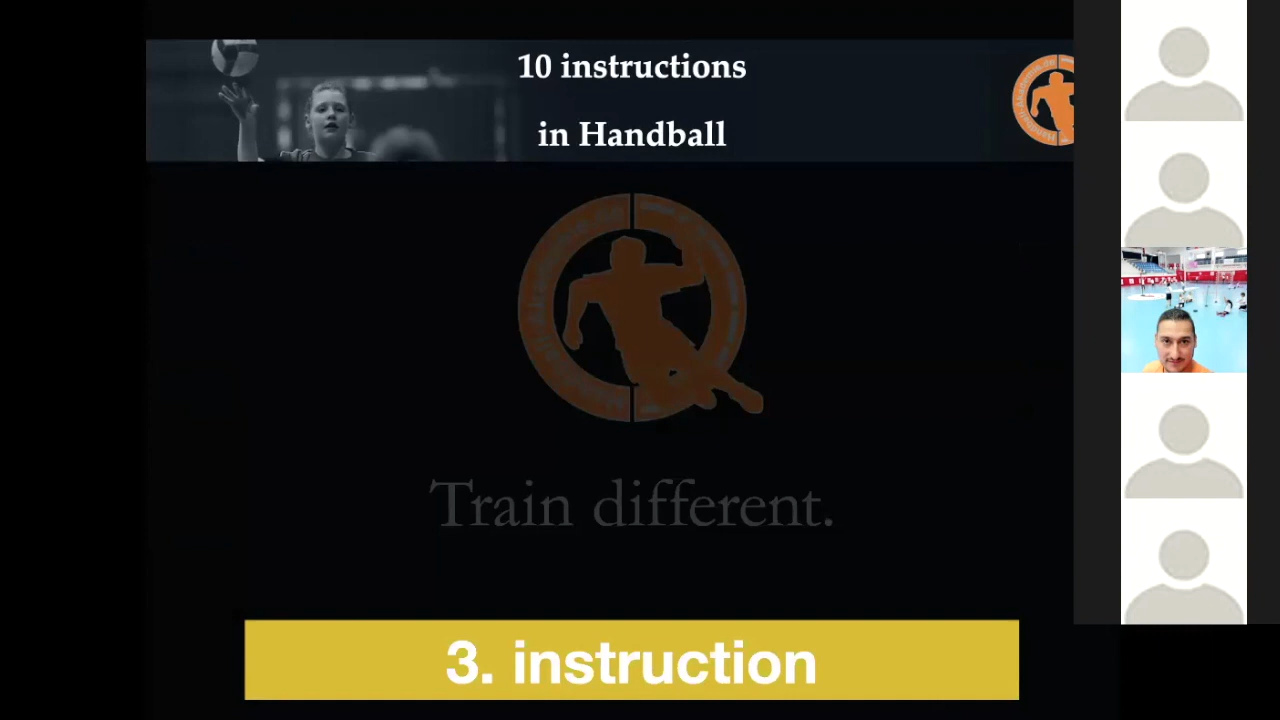 10 instructions
in Handball
Train different.
3. instruction